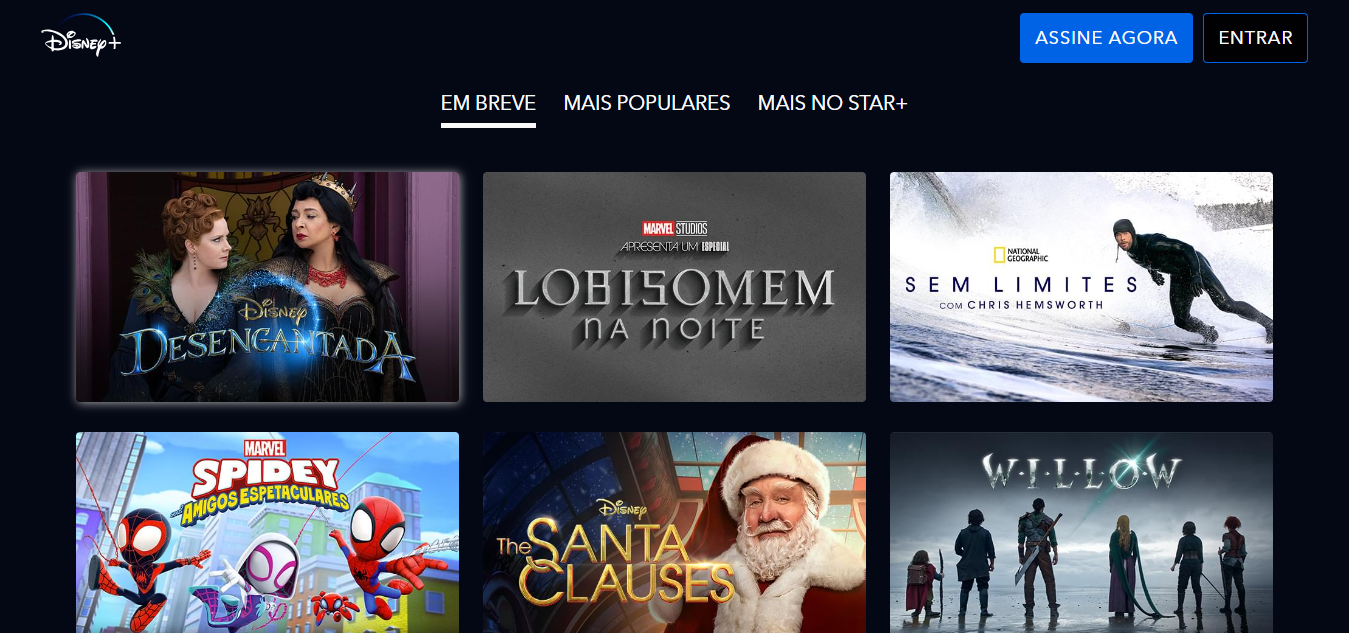 Disney+
ASSINE AGORA
ENTRAR
EM BREVE
MAIS POPULARES
MAIS NO STAR+
Disney
DESENCANTADA
MARVEL STUDIOS
APRESENTA UM ESPECIAL
LOBISOMEM
NA NOITE
NATIONAL
GEOGRAPHIC
SEM LIMITES
COM CHRIS HEMSWORTH
MARVEL
SPIDEY
AMIGOS ESPETACULARES
Disney
The SANTA
CLAUSES
WILLOW